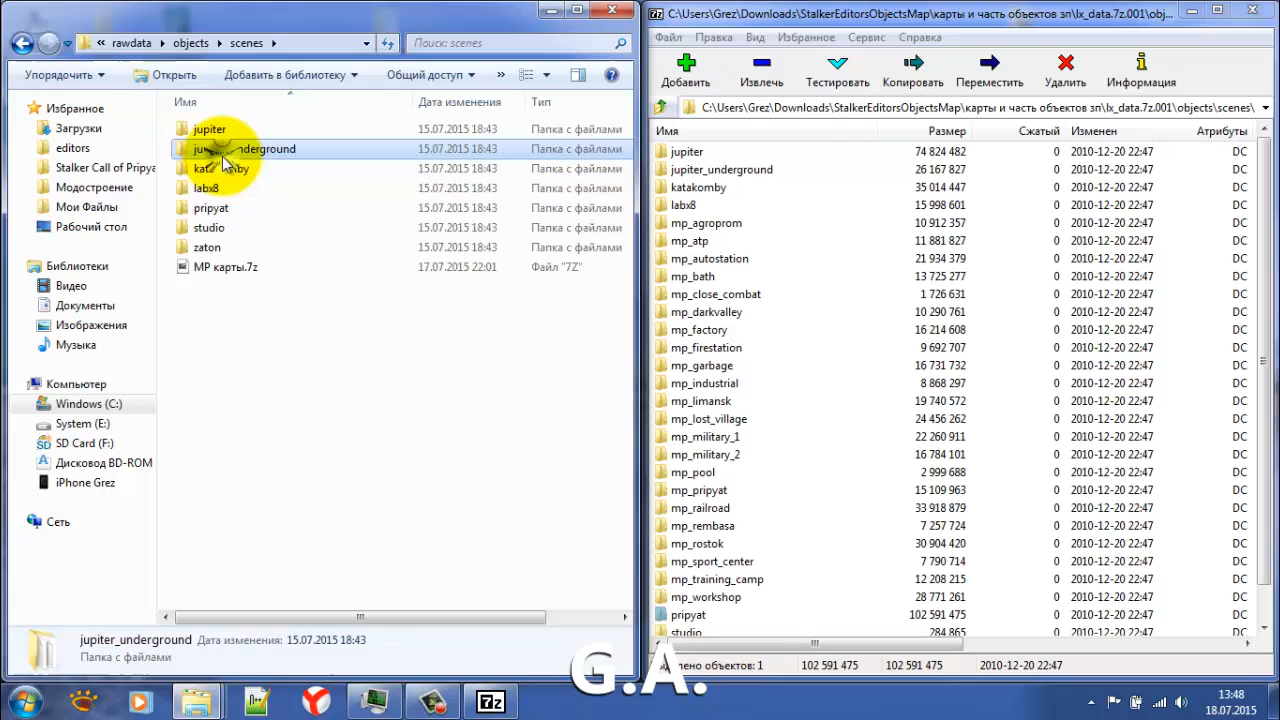 rawdata objects scenes
Поиск: scenes
Упорядочить Открыть Добавить в библиотеку Общий доступ »
Имя Дата изменения Тип
Избранное
Загрузки
editors
Stalker Call of Pripya
Модостроение
Мои Файлы
Рабочий стол
Библиотеки
Видео
Документы
Изображения
Музыка
Компьютер
Windows (C:)
System (E:)
SD Card (F:)
Дисковод BD-ROM
iPhone Grez
Сеть
jupiter 15.07.2015 18:43 Папка с файлами
15.07.2015 18:43 Папка с файлами
15.07.2015 18:43 Папка с файлами
labx8 15.07.2015 18:43 Папка с файлами
pripyat 15.07.2015 18:43 Папка с файлами
studio 15.07.2015 18:43 Папка с файлами
zaton 15.07.2015 18:43 Папка с файлами
MP карты.7z 17.07.2015 22:01 Файл "7Z"
jupiter_underground Дата изменения: 15.07.2015 18:43
Папка с файлами
C:\Users\Grez\Downloads\StalkerEditorsObjectsMap\карты и часть объектов зп\lx_data.7z.001\obj...
Файл Правка Вид Избранное Сервис Справка
Добавить Извлечь Тестировать Копировать Переместить Удалить Информация
C:\Users\Grez\Downloads\StalkerEditorsObjectsMap\карты и часть объектов зп\lx_data.7z.001\objects\scenes\
Имя Размер Сжатый Изменен Атрибуты
jupiter 74 824 482 0 2010-12-20 22:47 DC
jupiter_underground 26 167 827 0 2010-12-20 22:47 DC
katakomby 35 014 447 0 2010-12-20 22:47 DC
labx8 15 998 601 0 2010-12-20 22:47 DC
mp_agroprom 10 912 357 0 2010-12-20 22:47 DC
mp_atp 11 881 827 0 2010-12-20 22:47 DC
mp_autostation 21 934 379 0 2010-12-20 22:47 DC
mp_bath 13 725 277 0 2010-12-20 22:47 DC
mp_close_combat 1 726 631 0 2010-12-20 22:47 DC
mp_darkvalley 10 290 761 0 2010-12-20 22:47 DC
mp_factory 16 214 608 0 2010-12-20 22:47 DC
mp_firestation 9 692 707 0 2010-12-20 22:47 DC
mp_garbage 16 731 732 0 2010-12-20 22:47 DC
mp_industrial 8 868 297 0 2010-12-20 22:47 DC
mp_limansk 19 740 572 0 2010-12-20 22:47 DC
mp_lost_village 24 456 262 0 2010-12-20 22:47 DC
mp_military_1 22 260 911 0 2010-12-20 22:47 DC
mp_military_2 16 784 101 0 2010-12-20 22:47 DC
mp_pool 2 999 688 0 2010-12-20 22:47 DC
mp_pripyat 15 109 963 0 2010-12-20 22:47 DC
mp_railroad 33 918 879 0 2010-12-20 22:47 DC
mp_rembasa 7 257 724 0 2010-12-20 22:47 DC
mp_rostok 30 904 420 0 2010-12-20 22:47 DC
mp_sport_center 7 790 714 0 2010-12-20 22:47 DC
mp_training_camp 12 208 215 0 2010-12-20 22:47 DC
mp_workshop 28 771 261 0 2010-12-20 22:47 DC
pripyat 102 591 475 0 2010-12-20 22:47 DC
studio 284 865 0 2010-12-20 22:47 DC
объектов: 1 102 591 475 102 591 475 2010-12-20 22:47
G.A.
13:48
18.07.2015